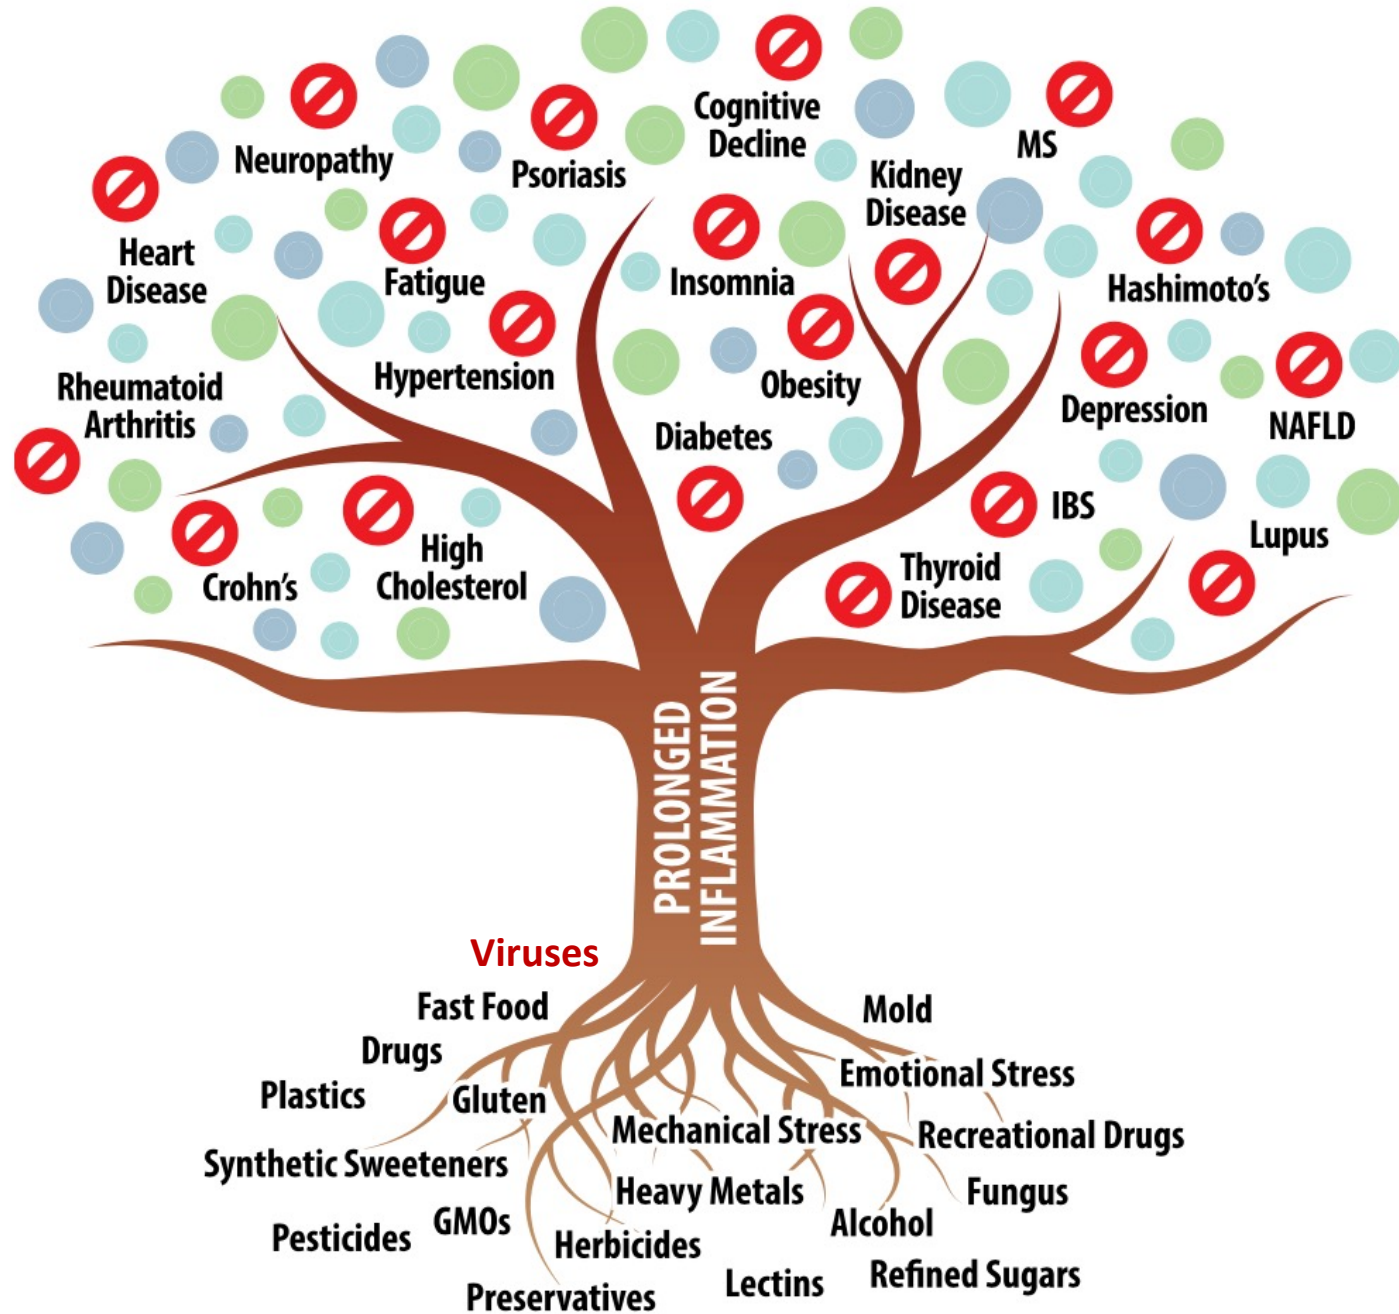 Cognitive
Decline
MS
Neuropathy
Psoriasis
Kidney
Disease
Heart
Disease
Fatigue
Insomnia
Hashimoto’s
Rheumatoid
Arthritis
Hypertension
Obesity
Depression
NAFLD
Diabetes
Crohn’s
High
Cholesterol
IBS
Lupus
Thyroid
Disease
PROLONGED
INFLAMMATION
Viruses
Fast Food
Mold
Drugs
Emotional Stress
Plastics
Gluten
Mechanical Stress
Recreational Drugs
Synthetic Sweeteners
Heavy Metals
Fungus
Pesticides
GMOs
Herbicides
Alcohol
Preservatives
Lectins
Refined Sugars